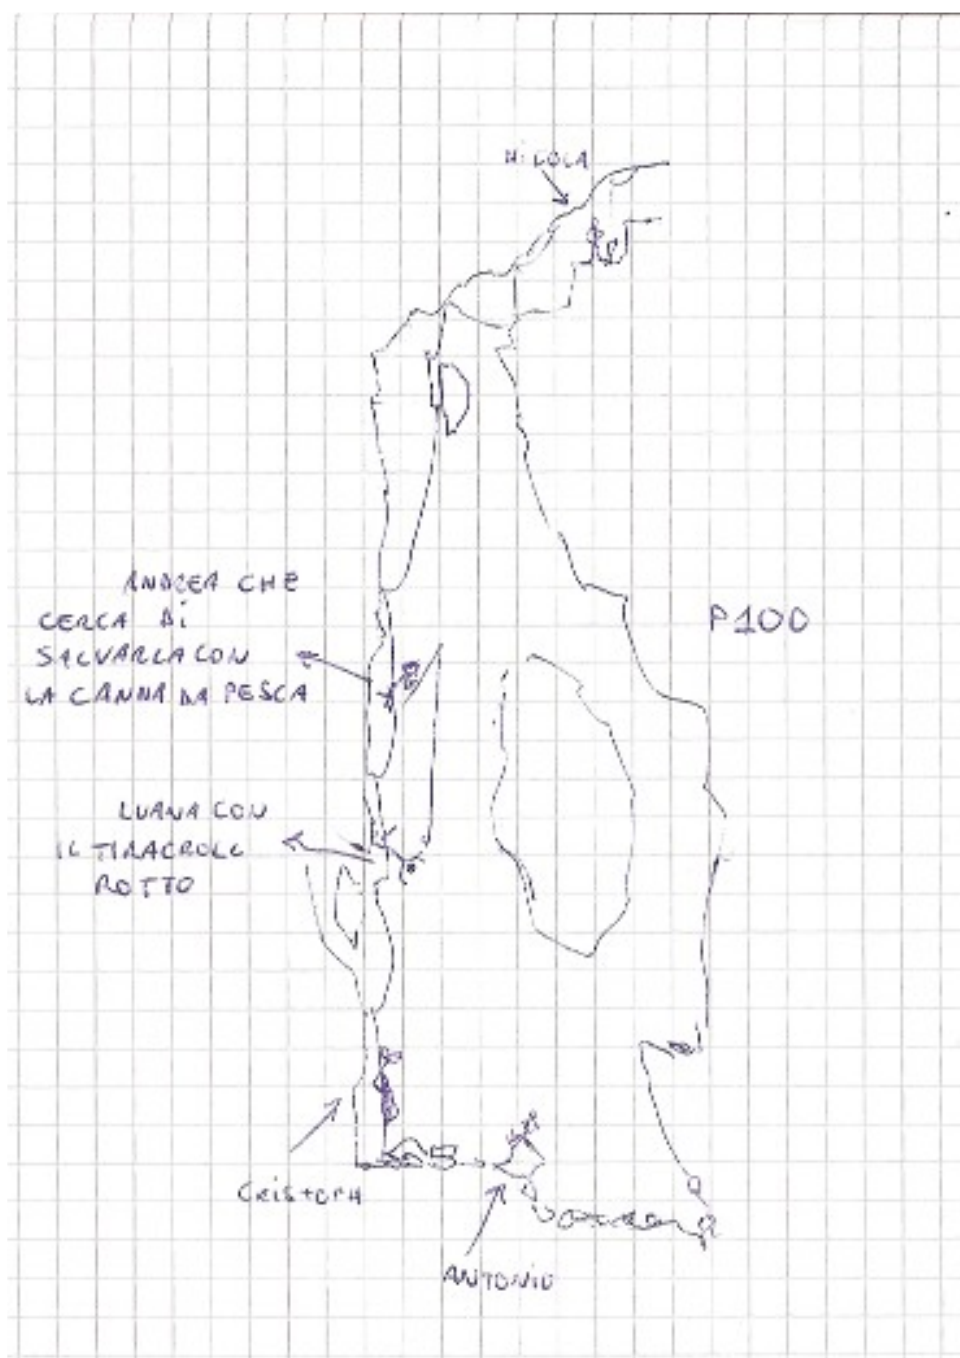 NICOLA
ANDREA CHE
CERCA DI
SALVARLA CON
LA CANNA DA PESCA
P100
LUANA CON
IL TIRACROLL
ROTTO
CRISTOPH
ANTONIO